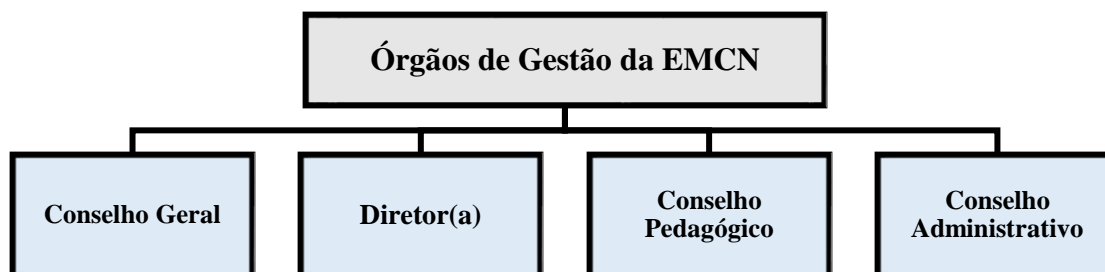 Órgãos de Gestão da EMCN
Conselho Geral
Diretor(a)
Conselho
Pedagógico
Conselho
Administrativo